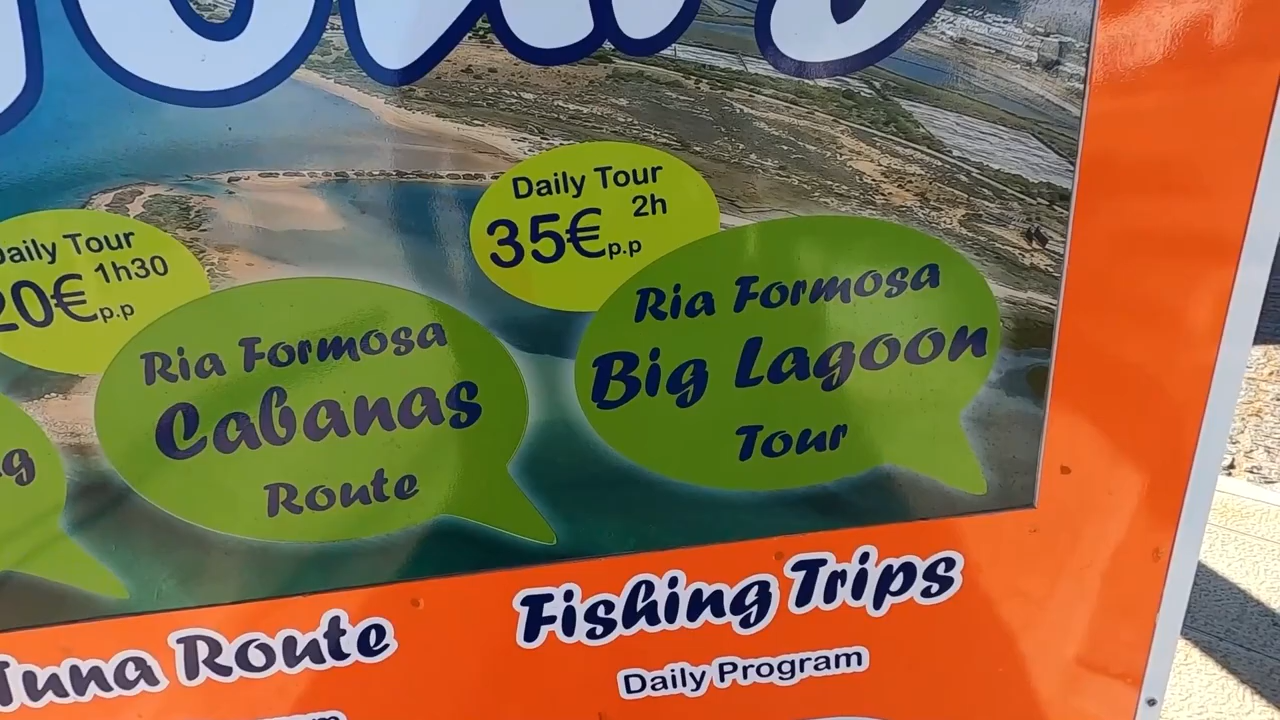 Daily Tour
35€ 2h
p.p
Daily Tour
20€ 1h30
p.p
Ria Formosa
Big Lagoon
Tour
Ria Formosa
Cabanas
Route
Fishing Trips
Daily Program
Tuna Route